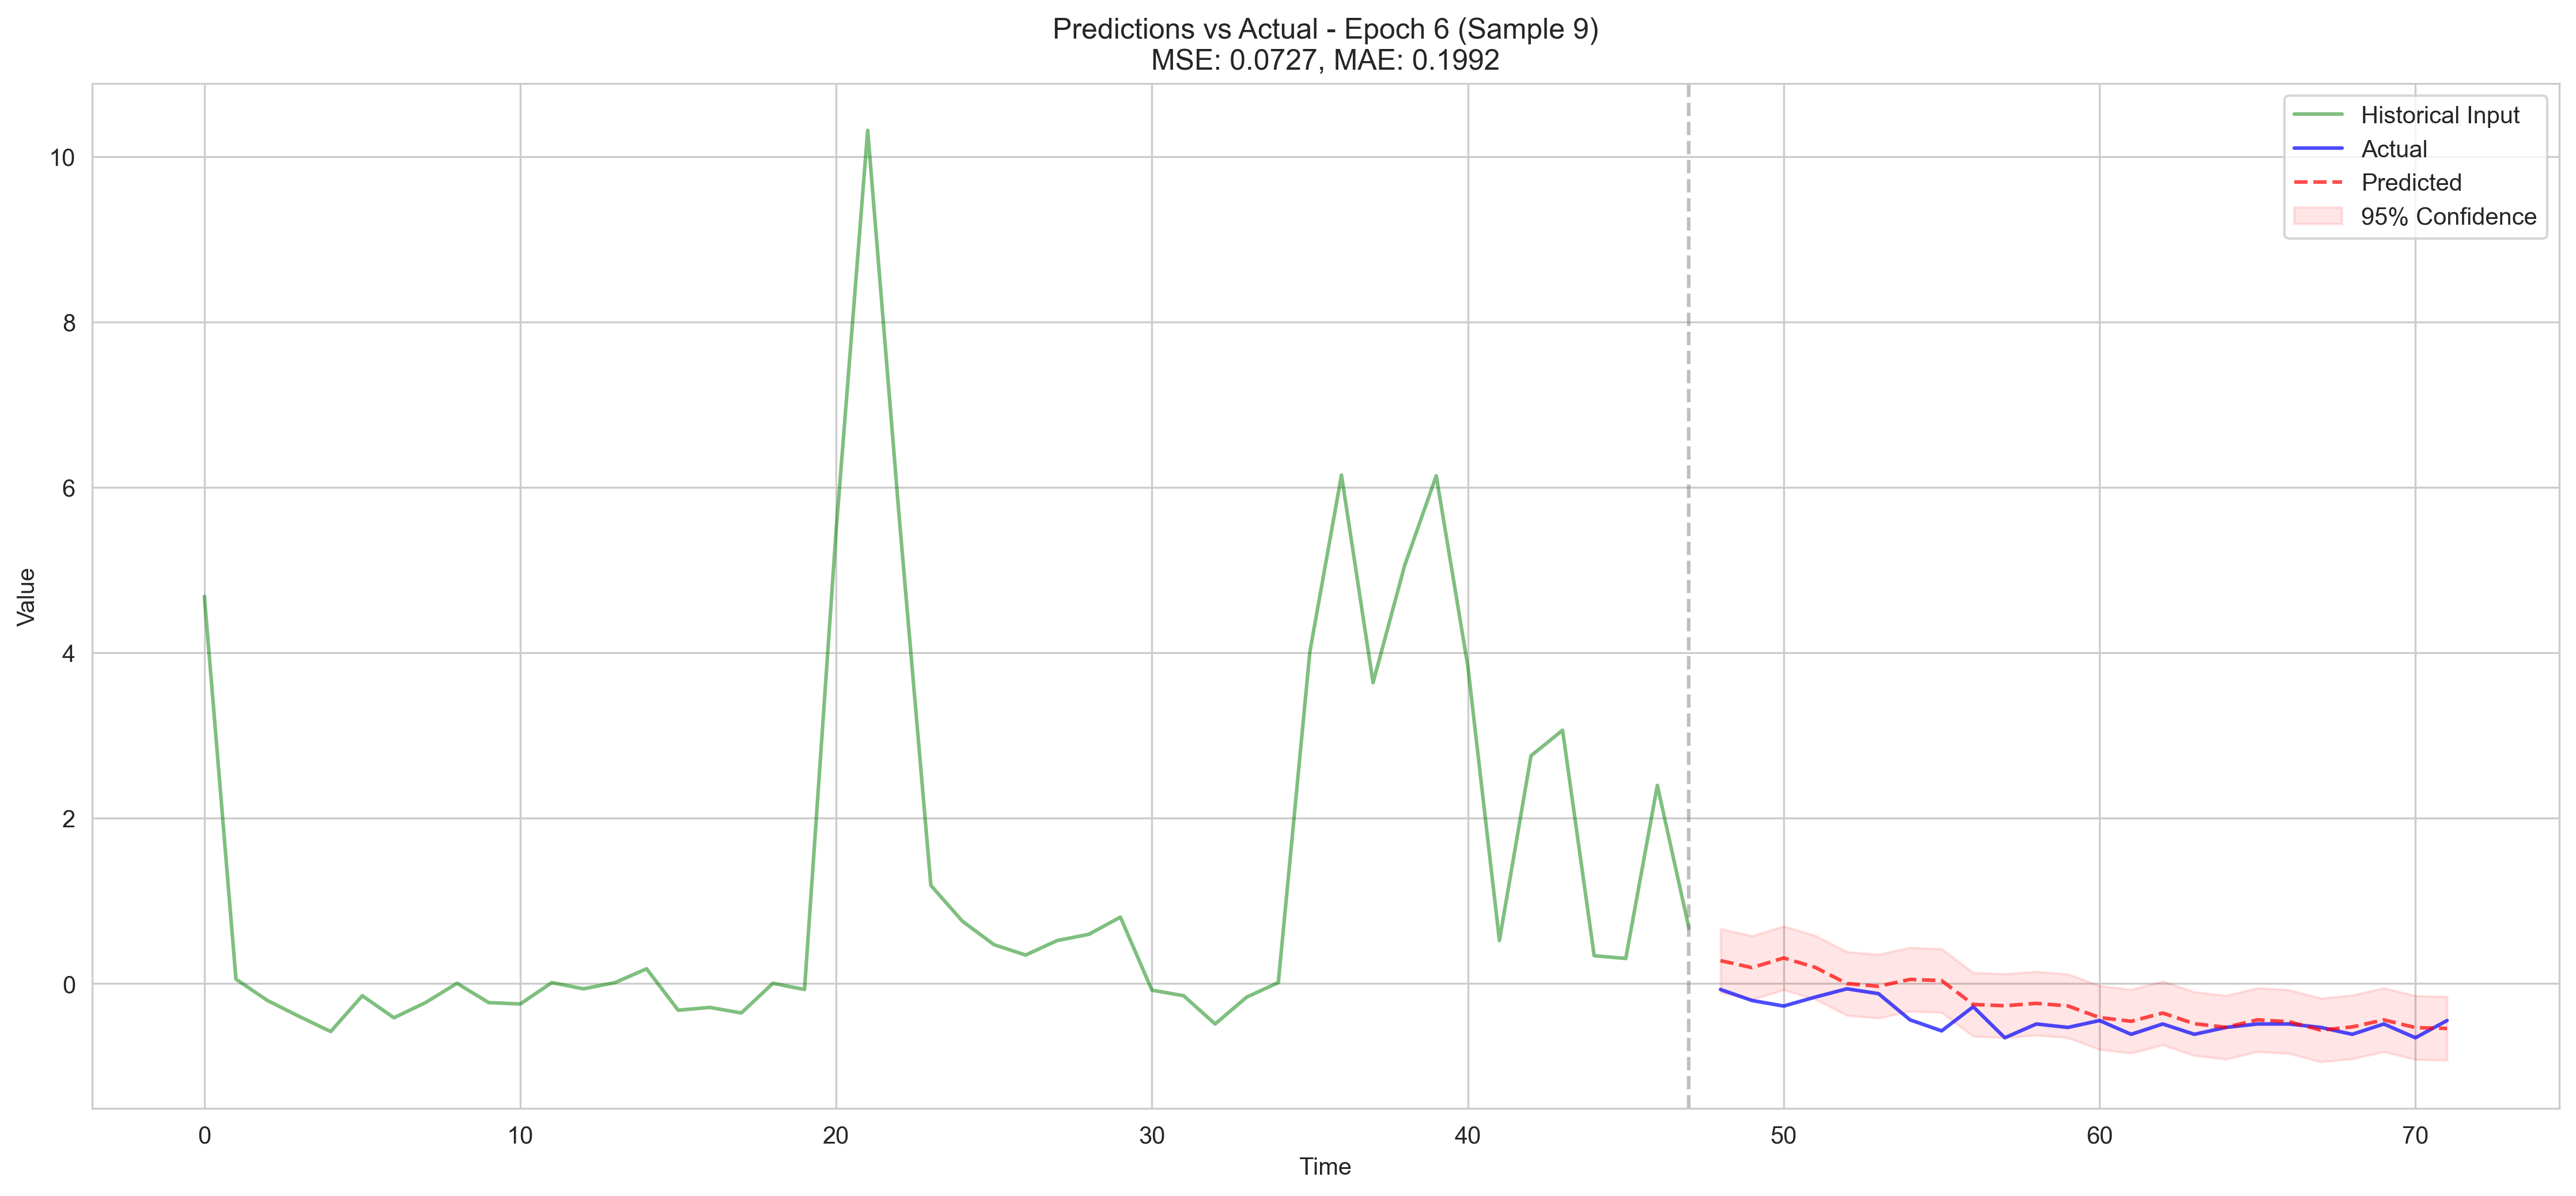 Predictions vs Actual - Epoch 6 (Sample 9)
MSE: 0.0727, MAE: 0.1992
Historical Input
Actual
Predicted
95% Confidence
Value
10
8
6
4
2
0
0
10
20
30
40
50
60
70
Time